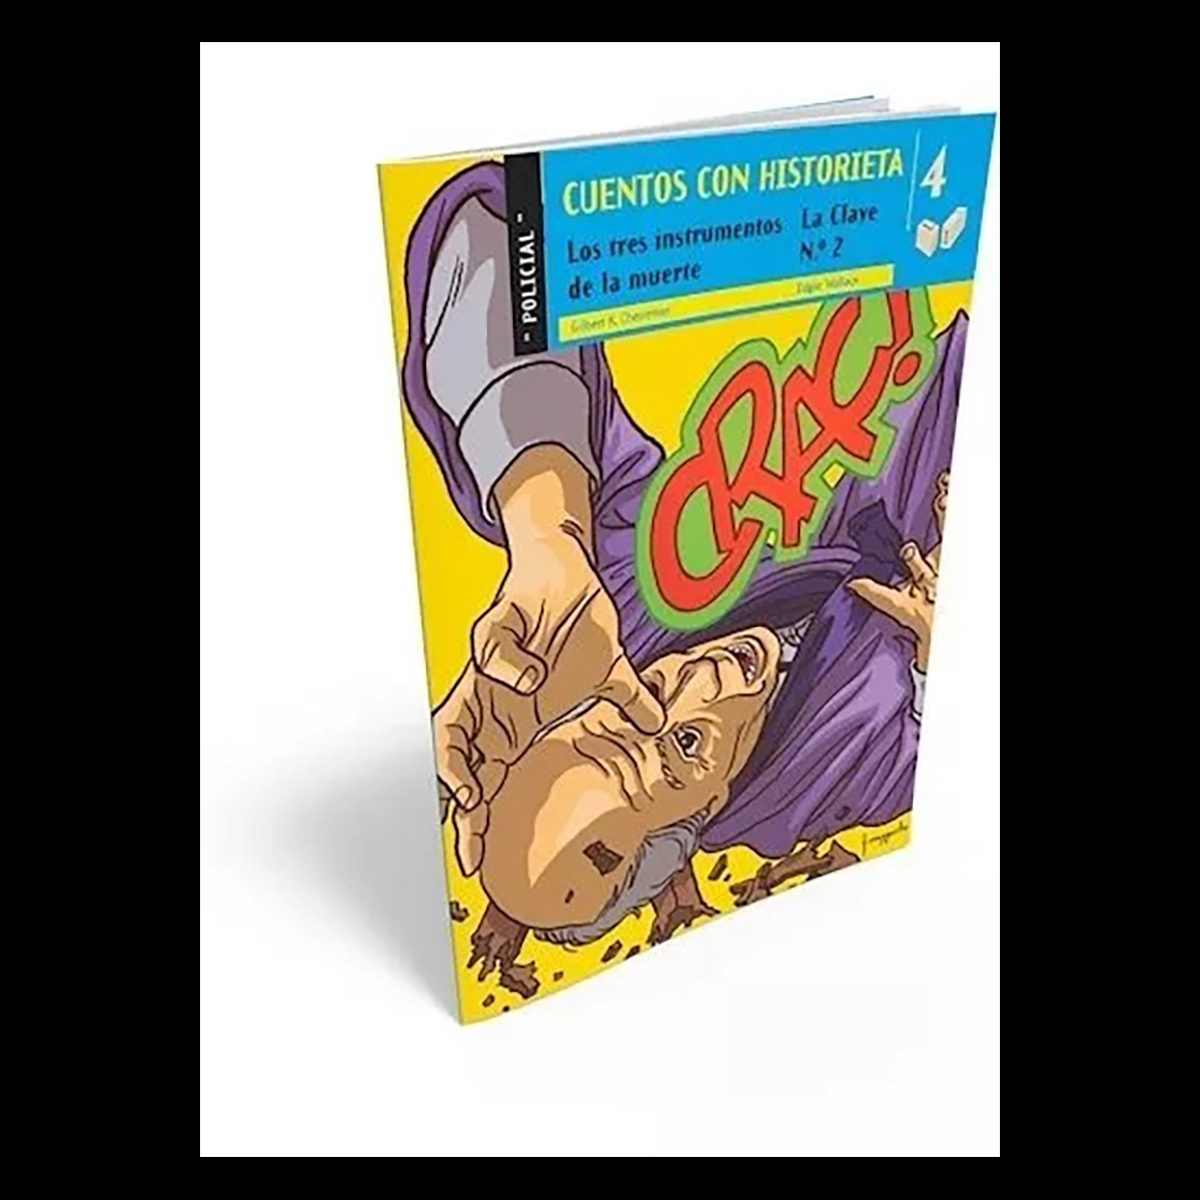 - POLICIAL -
CUENTOS CON HISTORIETA
4
Los tres instrumentos
de la muerte
La Clave
N.º 2
Gilbert K. Chesterton
Edgar Wallace
CRAC!